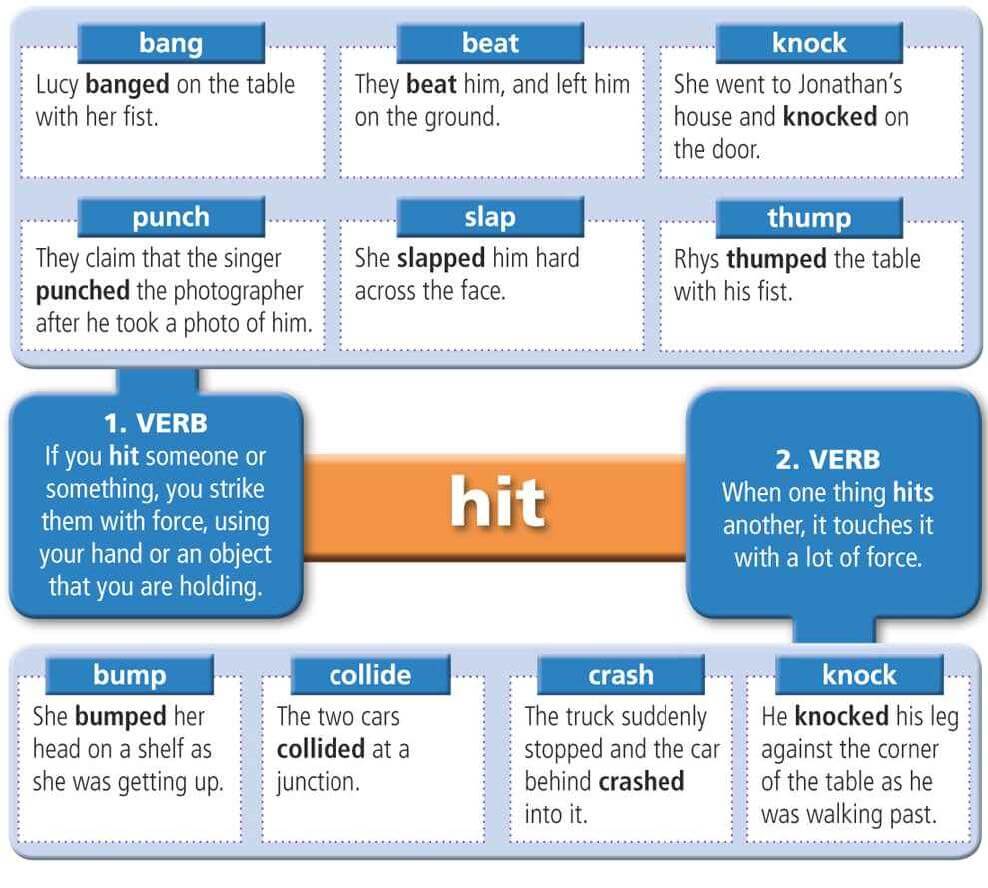 bang
Lucy banged on the table
with her fist.
beat
They beat him, and left him
on the ground.
knock
She went to Jonathan's
house and knocked on
the door.
punch
They claim that the singer
punched the photographer
after he took a photo of him.
slap
She slapped him hard
across the face.
thump
Rhys thumped the table
with his fist.
1. VERB
If you hit someone or
something, you strike
them with force, using
your hand or an object
that you are holding.
hit
2. VERB
When one thing hits
another, it touches it
with a lot of force.
bump
She bumped her
head on a shelf as
she was getting up.
collide
The two cars
collided at a
junction.
crash
The truck suddenly
stopped and the car
behind crashed
into it.
knock
He knocked his leg
against the corner
of the table as he
was walking past.